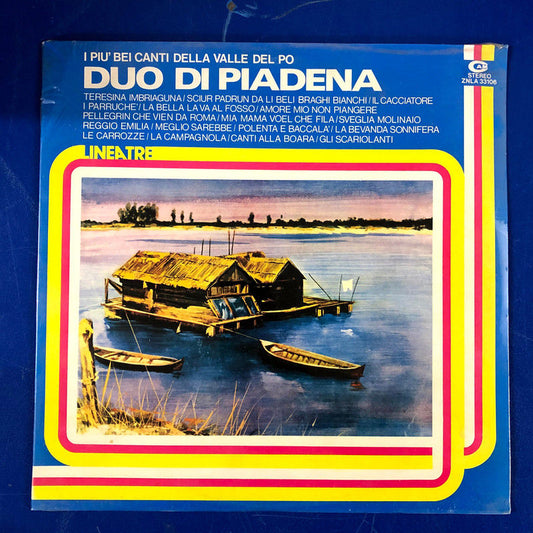 I PIU' BEI CANTI DELLA VALLE DEL PO
DUO DI PIADENA
STEREO
ZNLA 33106
TERESINA IMBRIAGUNA/SCIUR PADRUN DA LI BELI BRAGHI BIANCHI/IL CACCIATORE
I PARRUCHE'/LA BELLA LA VA AL FOSSO/AMORE MIO NON PIANGERE
PELLEGRIN CHE VIEN DA ROMA/MIA MAMA VOEL CHE FILA/SVEGLIA MOLINAIO
REGGIO EMILIA/MEGLIO SAREBBE/POLENTA E BACCALA'/LA BEVANDA SONNIFERA
LE CARROZZE/LA CAMPAGNOLA/CANTI ALLA BOARA/GLI SCARIOLANTI
LINEATRE